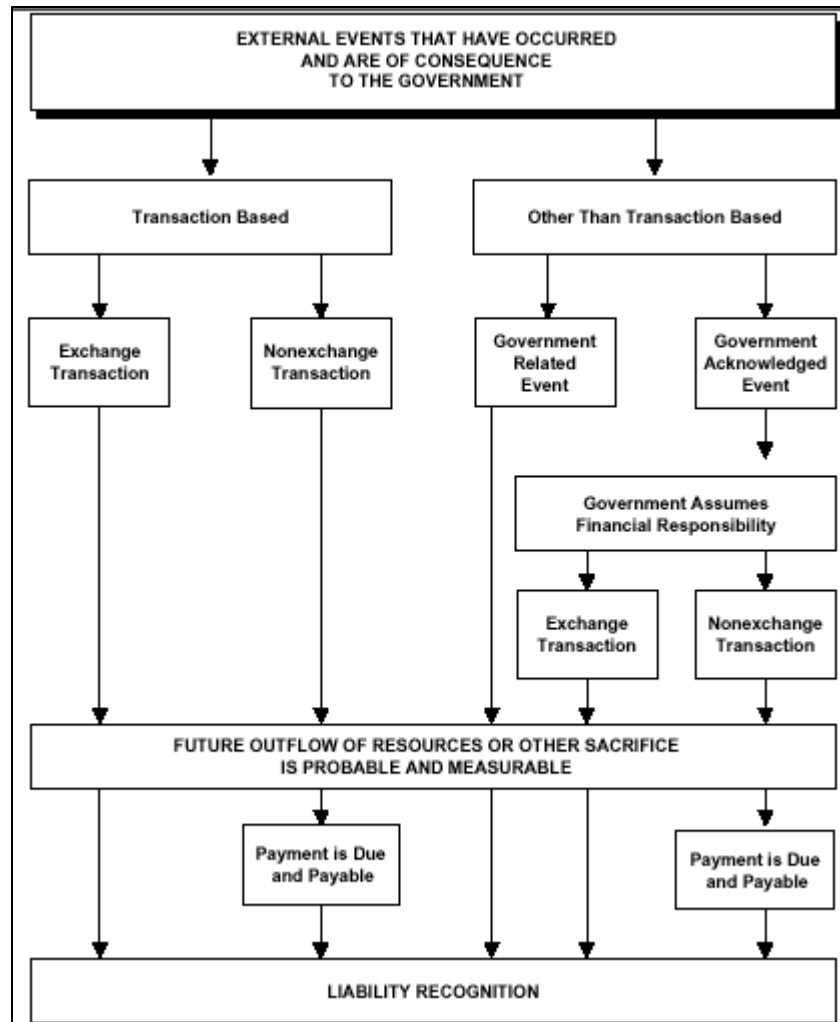 EXTERNAL EVENTS THAT HAVE OCCURRED
AND ARE OF CONSEQUENCE
TO THE GOVERNMENT
Transaction Based
Other Than Transaction Based
Exchange
Transaction
Nonexchange
Transaction
Government
Related
Event
Government
Acknowledged
Event
Government Assumes
Financial Responsibility
Exchange
Transaction
Nonexchange
Transaction
FUTURE OUTFLOW OF RESOURCES OR OTHER SACRIFICE
IS PROBABLE AND MEASURABLE
Payment is Due
and Payable
Payment is Due
and Payable
LIABILITY RECOGNITION